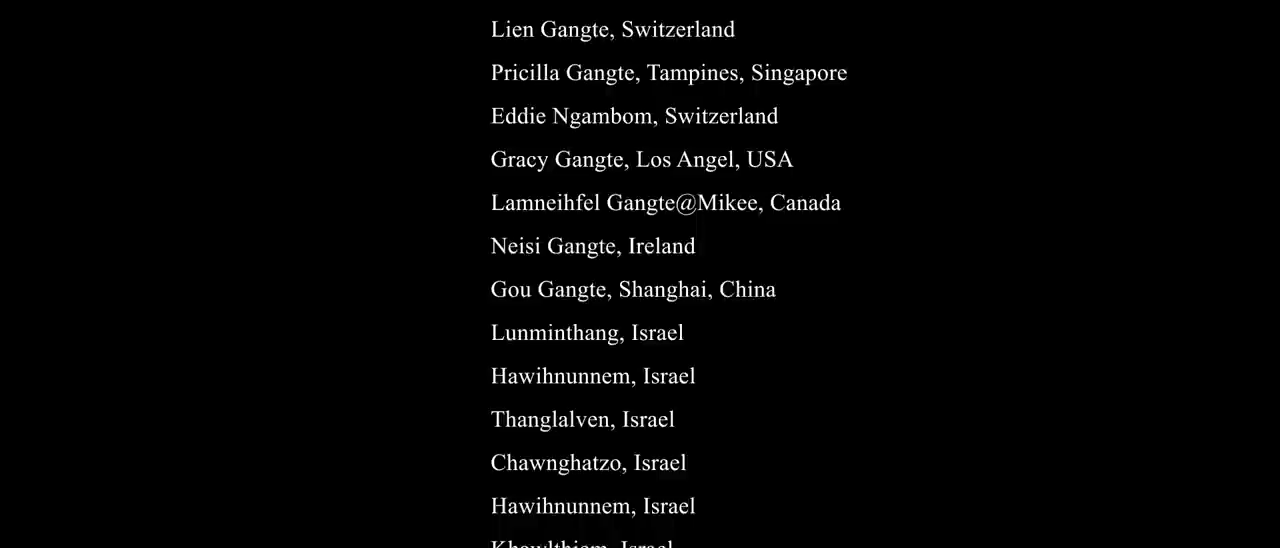 Lien Gangte, Switzerland
Pricilla Gangte, Tampines, Singapore
Eddie Ngambom, Switzerland
Gracy Gangte, Los Angel, USA
Lamneihfel Gangte@Mikee, Canada
Neisi Gangte, Ireland
Gou Gangte, Shanghai, China
Lunminthang, Israel
Hawihnunnem, Israel
Thanglalven, Israel
Chawnghatzo, Israel
Hawihnunnem, Israel
Israel